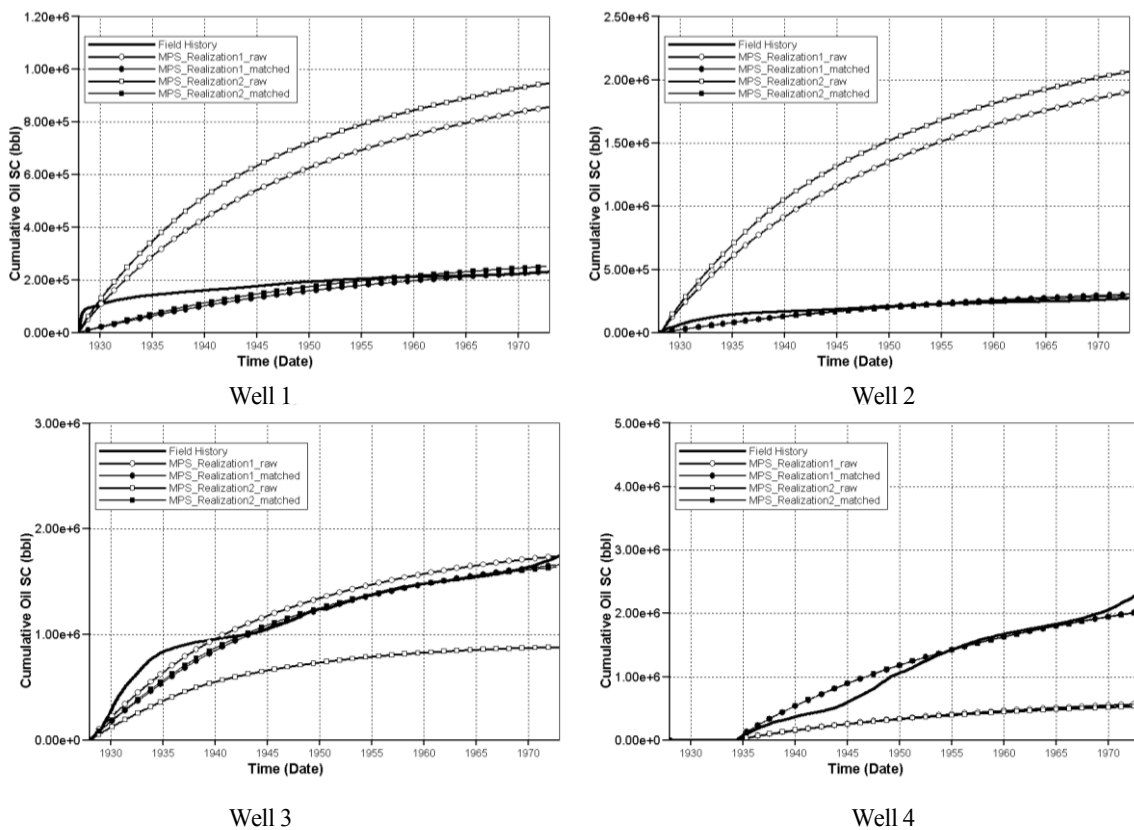 1.20e+6
1.00e+6
8.00e+5
6.00e+5
4.00e+5
2.00e+5
0.00e+0
Cumulative Oil SC (bbl)
Field History
MPS_Realization1_raw
MPS_Realization1_matched
MPS_Realization2_raw
MPS_Realization2_matched
1930 1935 1940 1945 1950 1955 1960 1965 1970
Time (Date)
Well 1
2.50e+6
2.00e+6
1.50e+6
1.00e+6
5.00e+5
0.00e+0
Cumulative Oil SC (bbl)
Field History
MPS_Realization1_raw
MPS_Realization1_matched
MPS_Realization2_raw
MPS_Realization2_matched
1930 1935 1940 1945 1950 1955 1960 1965 1970
Time (Date)
Well 2
3.00e+6
2.00e+6
1.00e+6
0.00e+0
Cumulative Oil SC (bbl)
Field History
MPS_Realization1_raw
MPS_Realization1_matched
MPS_Realization2_raw
MPS_Realization2_matched
1930 1935 1940 1945 1950 1955 1960 1965 1970
Time (Date)
Well 3
5.00e+6
4.00e+6
3.00e+6
2.00e+6
1.00e+6
0.00e+0
Cumulative Oil SC (bbl)
Field History
MPS_Realization1_raw
MPS_Realization1_matched
MPS_Realization2_raw
MPS_Realization2_matched
1930 1935 1940 1945 1950 1955 1960 1965 1970
Time (Date)
Well 4